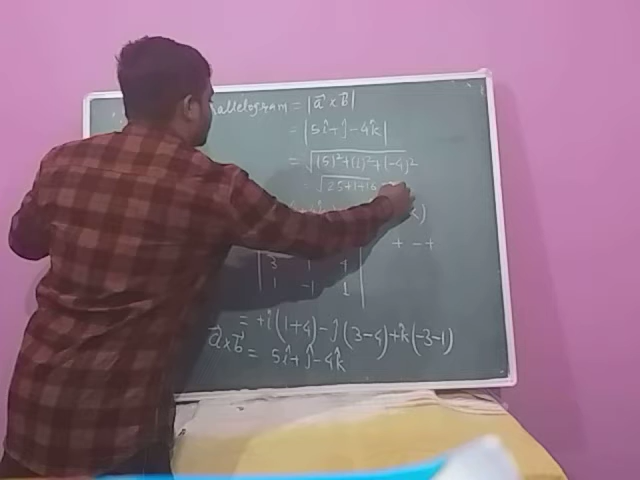 allelogram = |a⃗ × b⃗|
= |5î + ĵ - 4k̂|
= √(5)² + (1)² + (-4)²
= √25+1+16
k)
+ - +
3 1 4
1 -1 1
= +î (1+4) - ĵ (3-4) + k̂ (-3-1)
a⃗ × b⃗ = 5î + ĵ - 4k̂